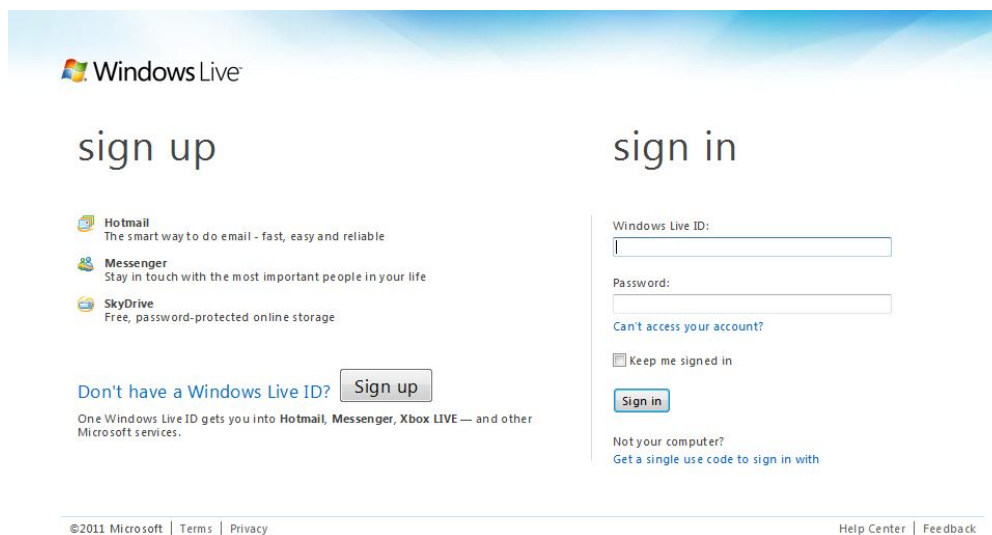 Windows Live
sign up
Hotmail
The smart way to do email - fast, easy and reliable
Messenger
Stay in touch with the most important people in your life
SkyDrive
Free, password-protected online storage
Don't have a Windows Live ID? Sign up
One Windows Live ID gets you into Hotmail, Messenger, Xbox LIVE — and other
Microsoft services.
sign in
Windows Live ID:
Password:
Can't access your account?
Keep me signed in
Sign in
Not your computer?
Get a single use code to sign in with
©2011 Microsoft | Terms | Privacy
Help Center | Feedback